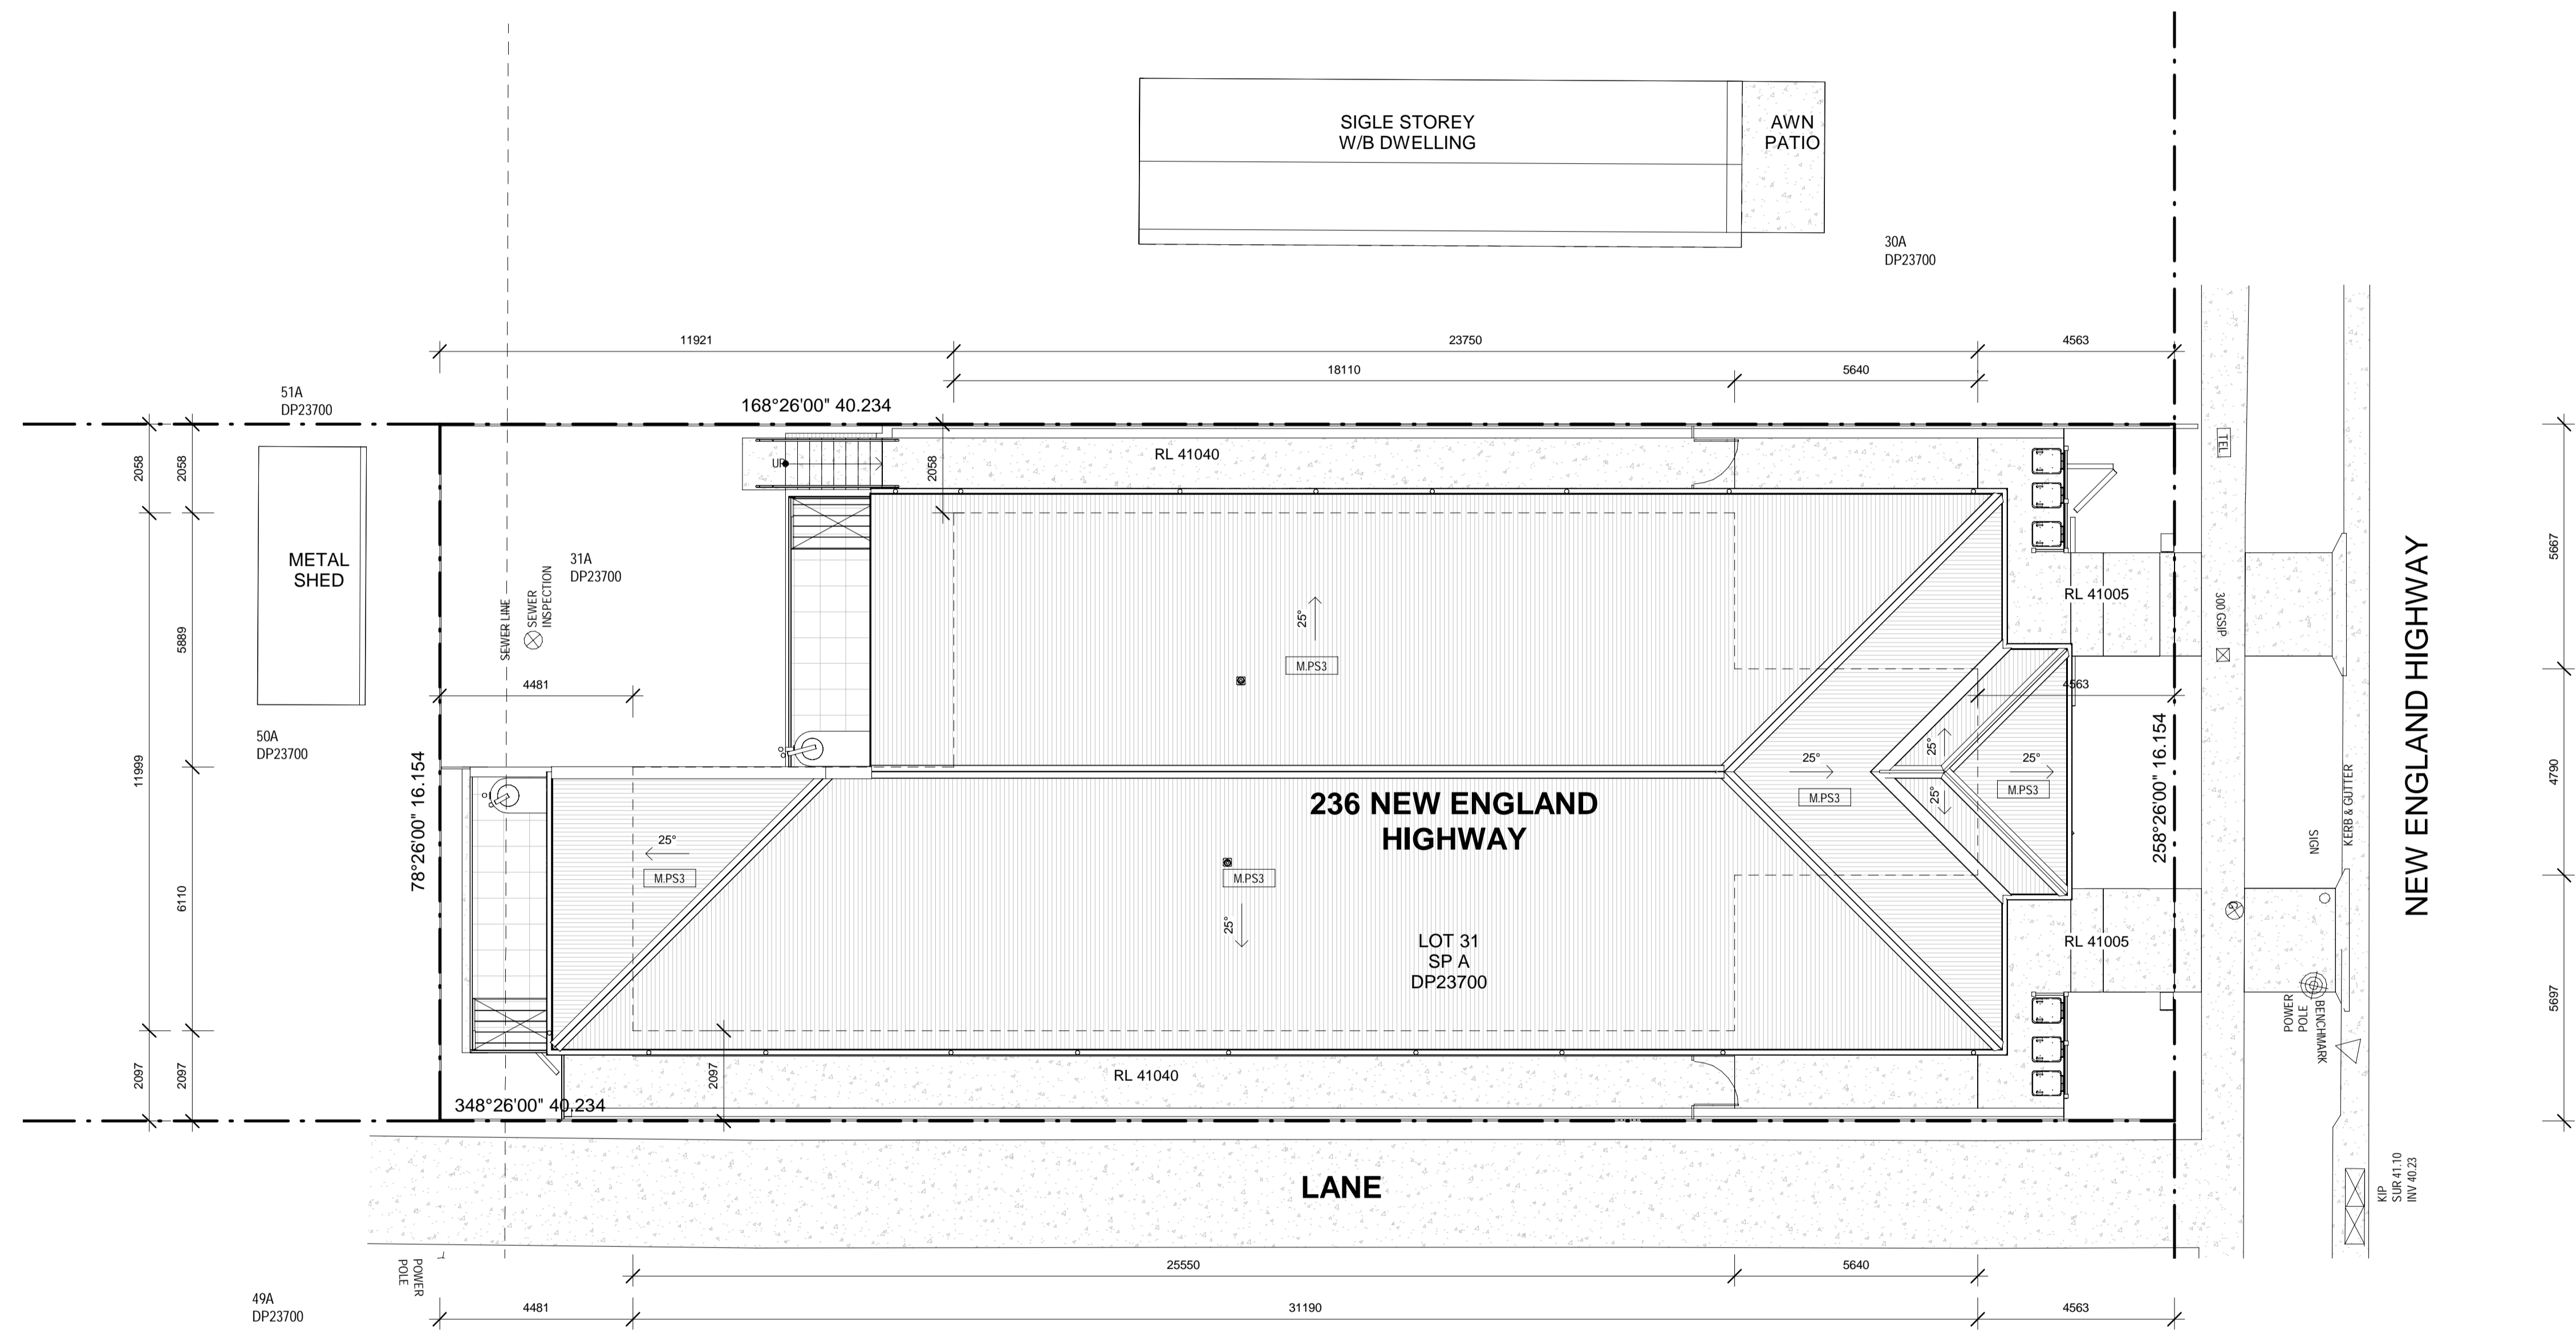 SIGLE STOREY
W/B DWELLING
AWN
PATIO
30A
DP23700
11921
23750
4563
18110
5640
51A
DP23700
168°26'00" 40.234
2058
2058
2058
UP
RL 41040
TEL
METAL
SHED
31A
DP23700
SEWER LINE
SEWER
INSPECTION
5889
11999
4481
25°
M.PS3
RL 41005
300 GSIP
5667
NEW ENGLAND HIGHWAY
4563
50A
DP23700
78°26'00" 16.154
258°26'00" 16.154
25°
M.PS3
25°
25°
25°
M.PS3
236 NEW ENGLAND
HIGHWAY
KERB & GUTTER
SIGN
4790
25°
M.PS3
M.PS3
25°
6110
LOT 31
SP A
DP23700
RL 41005
G
POWER
POLE
BENCHMARK
5697
2097
2097
2097
RL 41040
348°26'00" 40.234
LANE
KIP
SUR 41.10
INV 40.23
POWER
POLE
25550
5640
49A
DP23700
4481
31190
4563